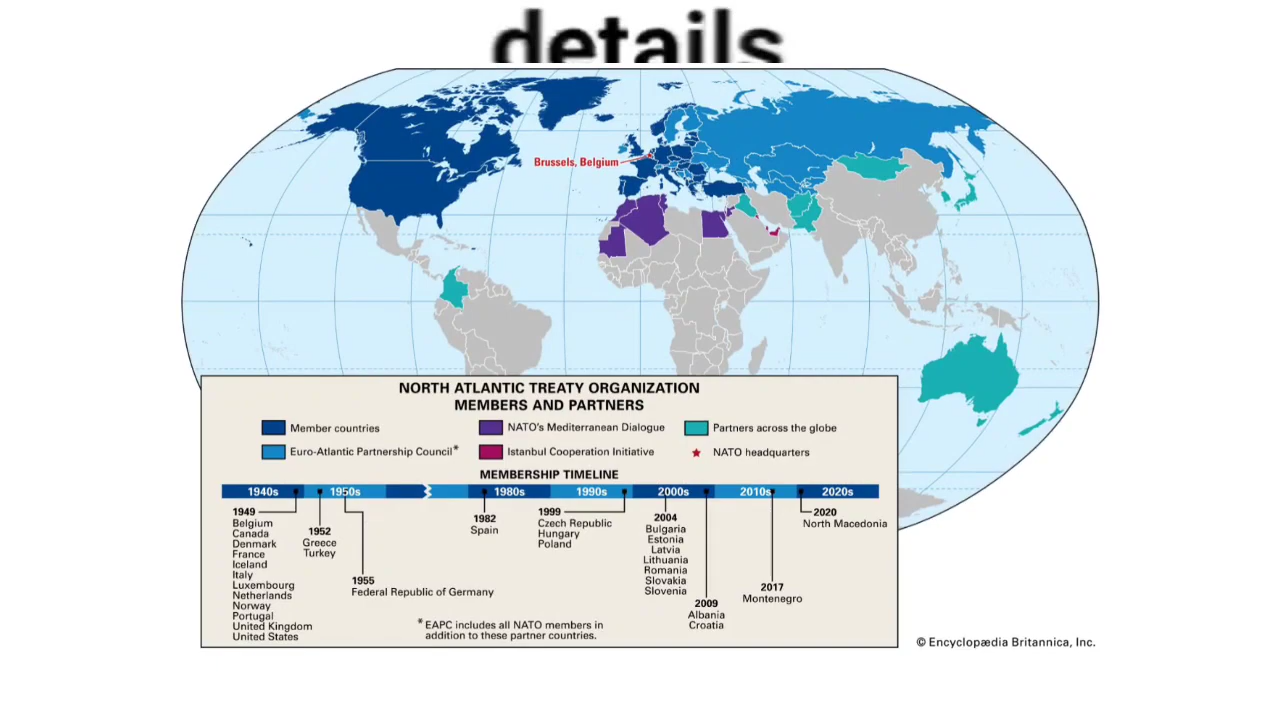 details
Brussels, Belgium
NORTH ATLANTIC TREATY ORGANIZATION
MEMBERS AND PARTNERS
Member countries
NATO's Mediterranean Dialogue
Partners across the globe
Euro-Atlantic Partnership Council*
Istanbul Cooperation Initiative
NATO headquarters
MEMBERSHIP TIMELINE
1940s 1950s 1980s 1990s 2000s 2010s 2020s
1949
Belgium
Canada
Denmark
France
Iceland
Italy
Luxembourg
Netherlands
Norway
Portugal
United Kingdom
United States
1952
Greece
Turkey
1955
Federal Republic of Germany
1982
Spain
1999
Czech Republic
Hungary
Poland
2004
Bulgaria
Estonia
Latvia
Lithuania
Romania
Slovakia
Slovenia
2009
Albania
Croatia
2017
Montenegro
2020
North Macedonia
* EAPC includes all NATO members in
addition to these partner countries.
© Encyclopædia Britannica, Inc.